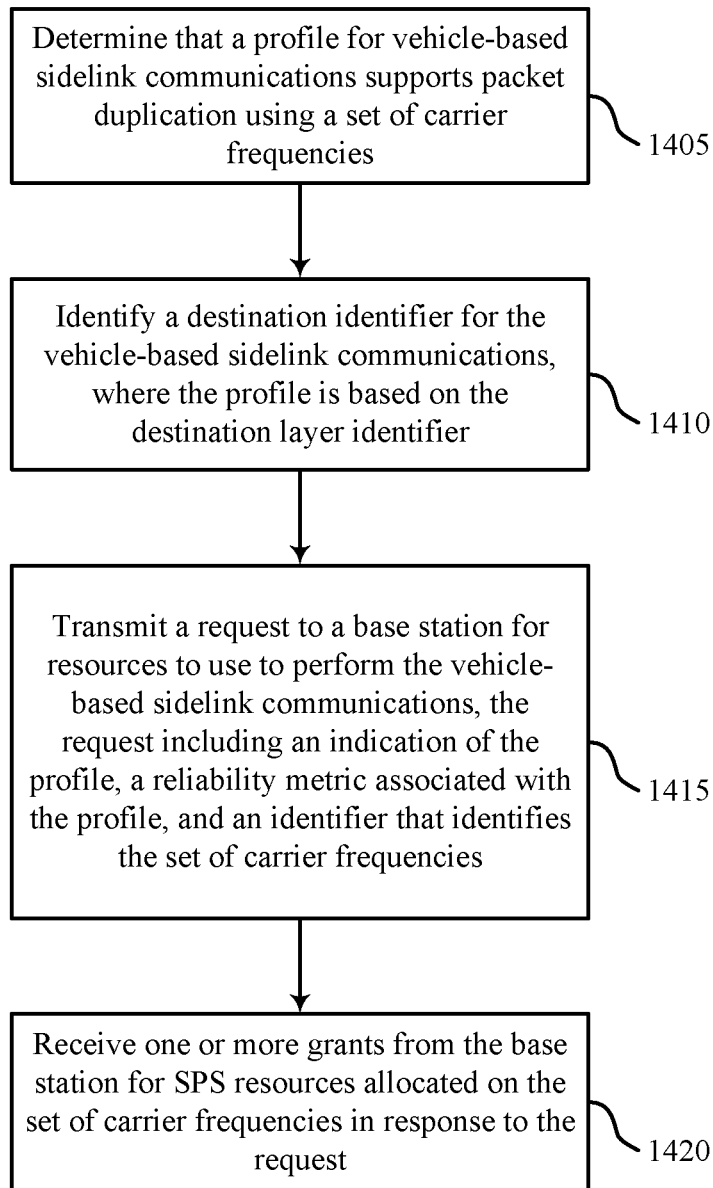 Determine that a profile for vehicle-based
sidelink communications supports packet
duplication using a set of carrier
frequencies
1405
Identify a destination identifier for the
vehicle-based sidelink communications,
where the profile is based on the
destination layer identifier
1410
Transmit a request to a base station for
resources to use to perform the vehicle-
based sidelink communications, the
request including an indication of the
profile, a reliability metric associated with
the profile, and an identifier that identifies
the set of carrier frequencies
1415
Receive one or more grants from the base
station for SPS resources allocated on the
set of carrier frequencies in response to the
request
1420